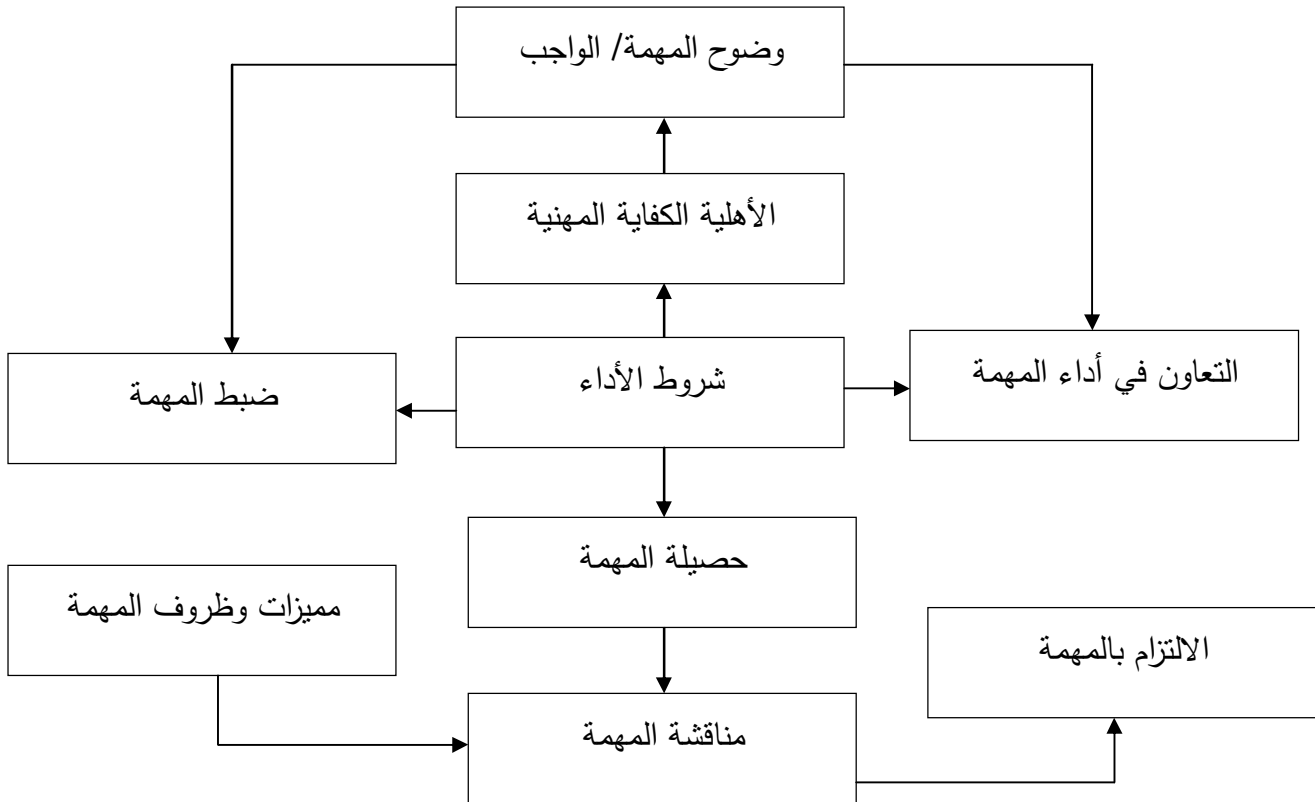 وضوح المهمة/ الواجب
الأهلية الكفاية المهنية
التعاون في أداء المهمة
شروط الأداء
ضبط المهمة
حصيلة المهمة
مميزات وظروف المهمة
الالتزام بالمهمة
مناقشة المهمة